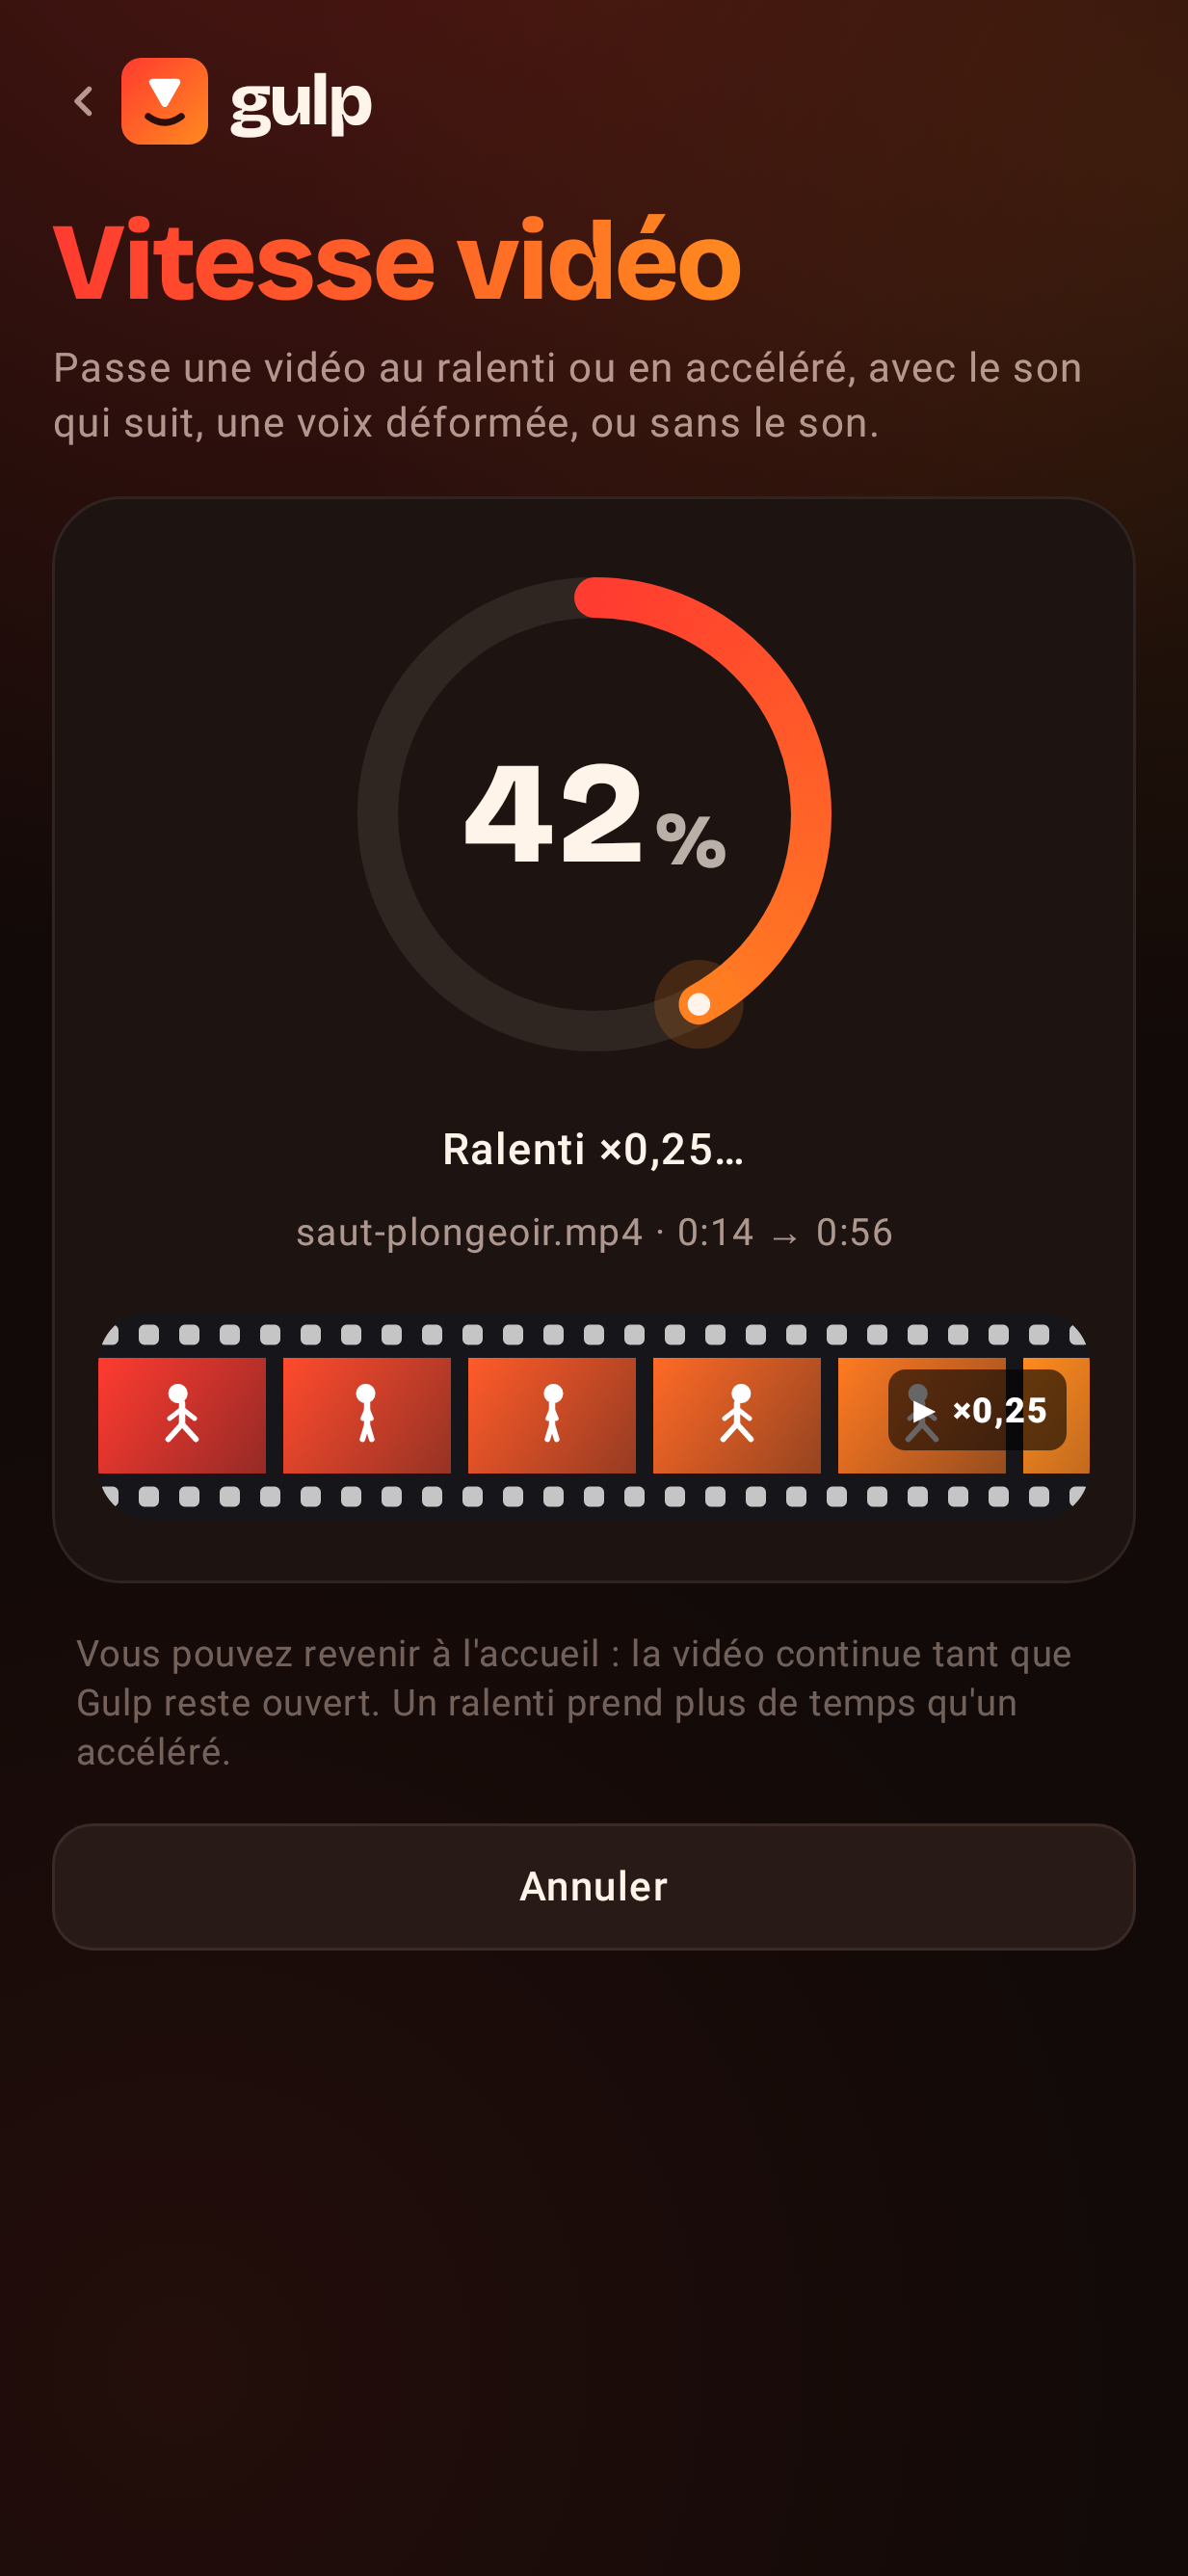 gulp
Vitesse vidéo
Passe une vidéo au ralenti ou en accéléré, avec le son
qui suit, une voix déformée, ou sans le son.
42%
Ralenti ×0,25…
saut-plongeoir.mp4 · 0:14 → 0:56
▶ ×0,25
Vous pouvez revenir à l'accueil : la vidéo continue tant que
Gulp reste ouvert. Un ralenti prend plus de temps qu'un
accéléré.
Annuler